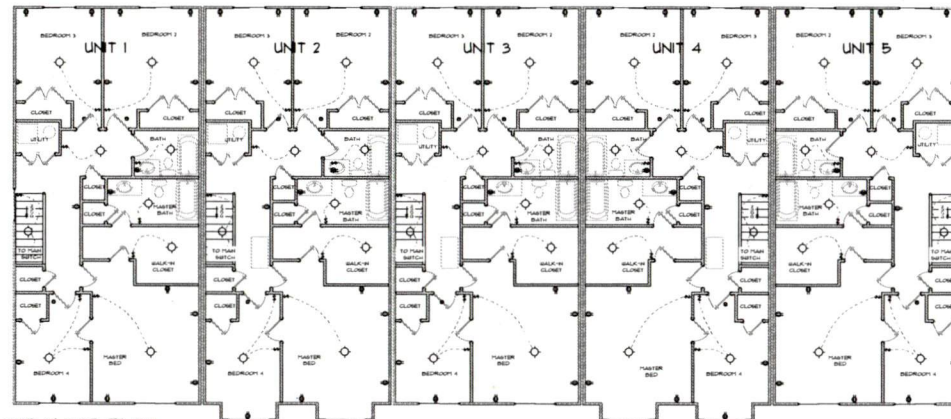 BEDROOM 3
BEDROOM 2
UNIT 1
CLOSET
CLOSET
UTILITY
BATH
CLOSET
CLOSET
MASTER
BATH
DOWN
TO MAIN
SWITCH
WALK-IN
CLOSET
CLOSET
CLOSET
BEDROOM 4
MASTER
BED
BEDROOM 3
BEDROOM 2
UNIT 2
CLOSET
CLOSET
UTILITY
BATH
CLOSET
CLOSET
MASTER
BATH
TO MAIN
SWITCH
WALK-IN
CLOSET
CLOSET
CLOSET
BEDROOM 4
MASTER
BED
BEDROOM 3
BEDROOM 2
UNIT 3
CLOSET
CLOSET
UTILITY
BATH
CLOSET
CLOSET
MASTER
BATH
TO MAIN
SWITCH
WALK-IN
CLOSET
CLOSET
CLOSET
BEDROOM 4
MASTER
BED
BEDROOM 2
BEDROOM 3
UNIT 4
CLOSET
CLOSET
BATH
UTILITY
CLOSET
MASTER
BATH
CLOSET
WALK-IN
CLOSET
TO MAIN
SWITCH
CLOSET
CLOSET
MASTER
BED
BEDROOM 4
BEDROOM 2
BEDROOM 3
UNIT 5
CLOSET
CLOSET
BATH
UTILITY
CLOSET
MASTER
BATH
CLOSET
WALK-IN
CLOSET
TO MAIN
SWITCH
CLOSET
CLOSET
MASTER
BED
BEDROOM 4